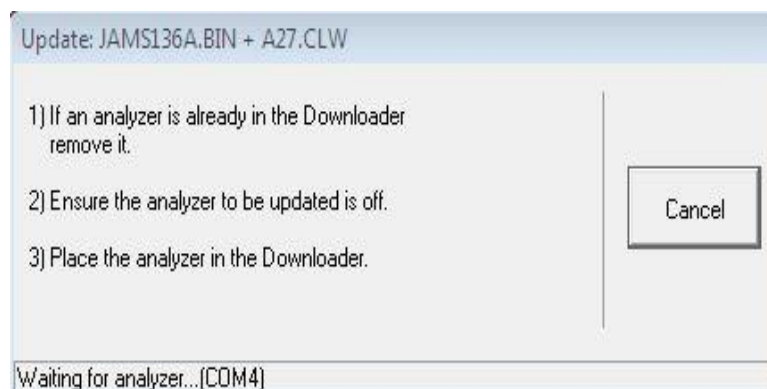 Update: JAMS136A.BIN + A27.CLW
1) If an analyzer is already in the Downloader
remove it.
2) Ensure the analyzer to be updated is off.
Cancel
3) Place the analyzer in the Downloader.
Waiting for analyzer...(COM4)